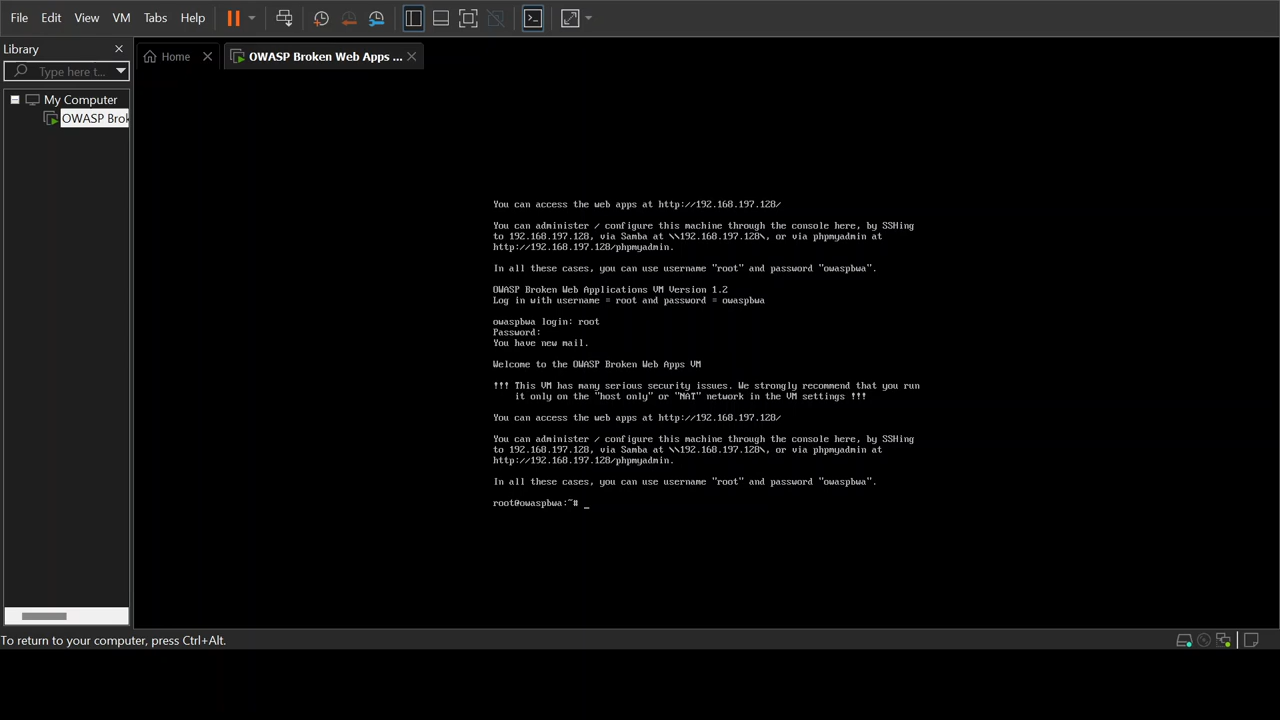 File Edit View VM Tabs Help
Library
Type here t...
Home
OWASP Broken Web Apps ...
My Computer
OWASP Brok
You can access the web apps at http://192.168.197.128/
You can administer / configure this machine through the console here, by SSHing
to 192.168.197.128, via Samba at \\192.168.197.128\, or via phpmyadmin at
http://192.168.197.128/phpmyadmin.
In all these cases, you can use username "root" and password "owaspbwa".
OWASP Broken Web Applications VM Version 1.2
Log in with username = root and password = owaspbwa
owaspbwa login: root
Password:
You have new mail.
Welcome to the OWASP Broken Web Apps VM
!!! This VM has many serious security issues. We strongly recommend that you run
it only on the "host only" or "NAT" network in the VM settings !!!
You can access the web apps at http://192.168.197.128/
You can administer / configure this machine through the console here, by SSHing
to 192.168.197.128, via Samba at \\192.168.197.128\, or via phpmyadmin at
http://192.168.197.128/phpmyadmin.
In all these cases, you can use username "root" and password "owaspbwa".
root@owaspbwa:~# _
To return to your computer, press Ctrl+Alt.